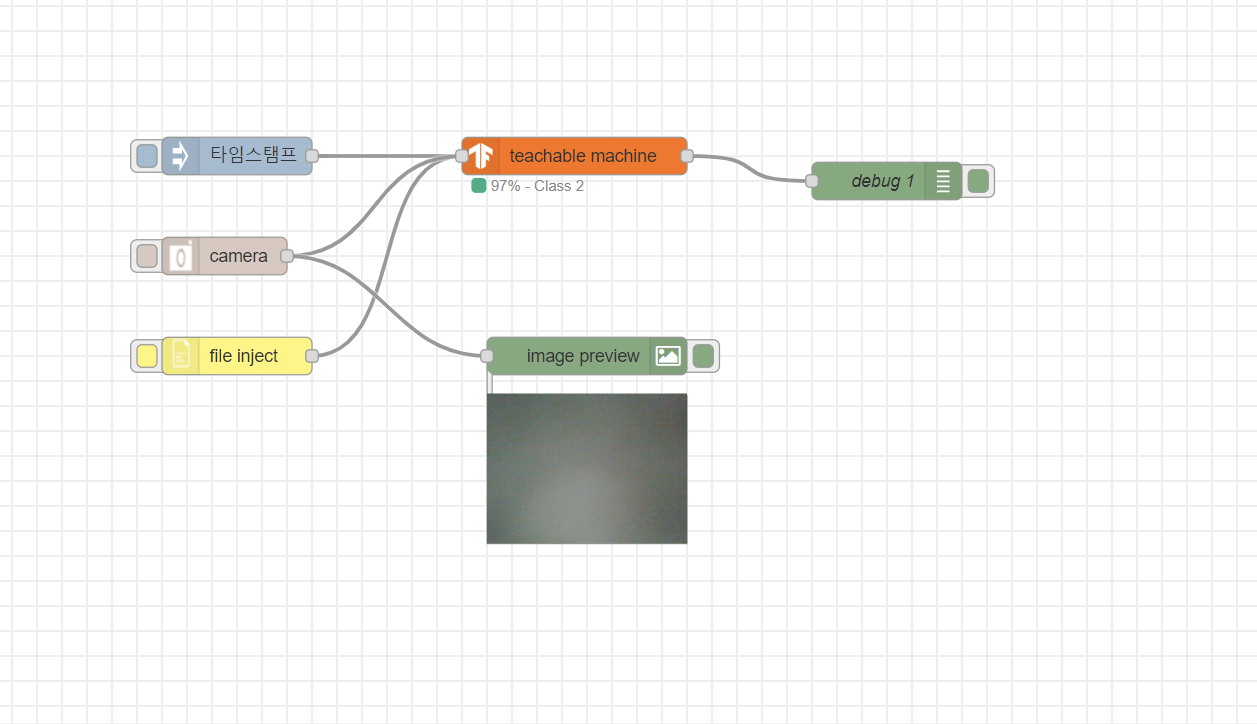 타임스탬프
teachable machine
97% - Class 2
debug 1
camera
file inject
image preview